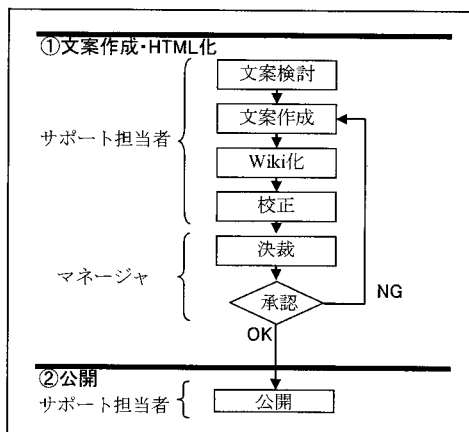 ①文案作成・HTML化
文案検討
文案作成
サポート担当者
Wiki化
校正
決裁
マネージャ
承認
NG
OK
②公開
サポート担当者
公開